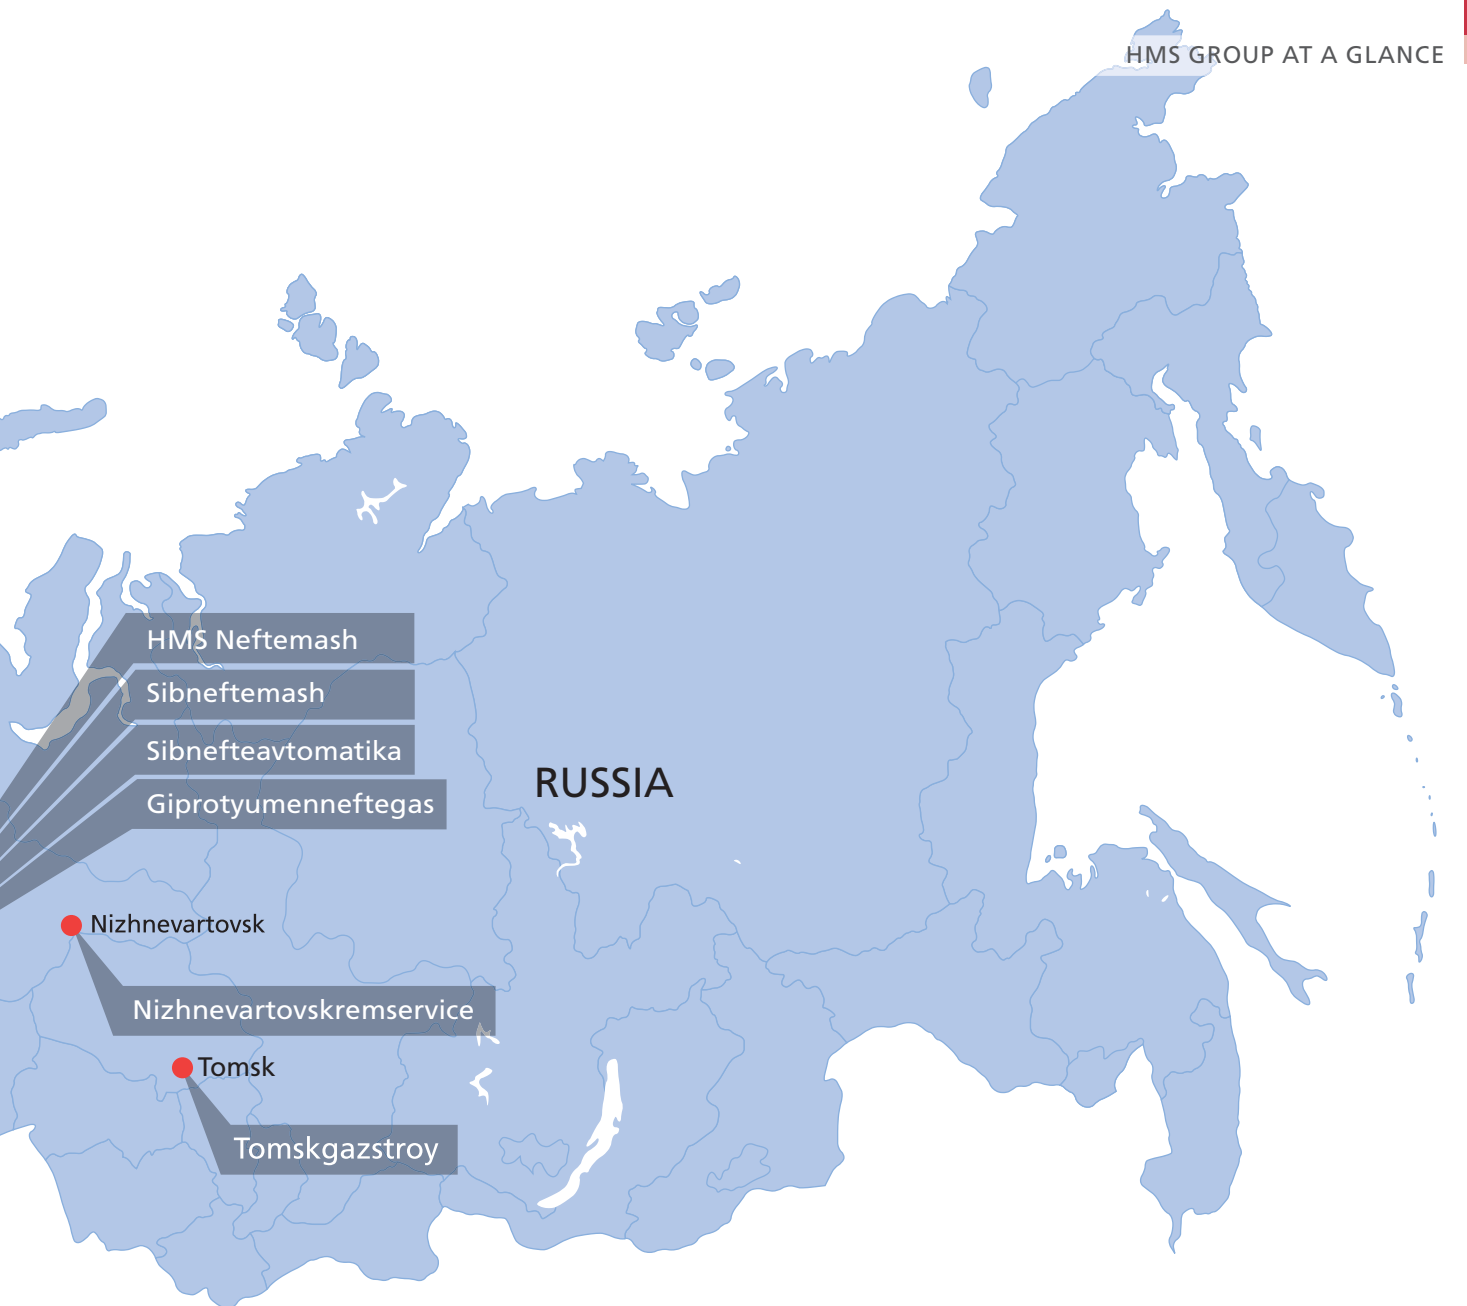 HMS GROUP AT A GLANCE
HMS Neftemash
Sibneftemash
Sibnefteavtomatika
RUSSIA
Giprotyumenneftegas
Nizhnevartovsk
Nizhnevartovskremservice
Tomsk
Tomskgazstroy